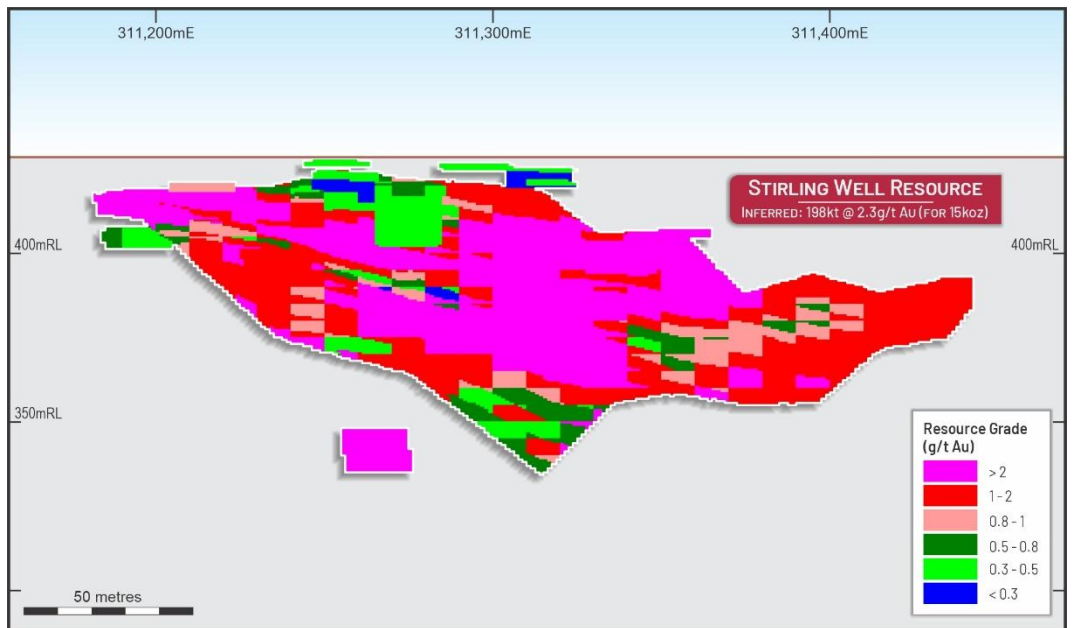 311,200mE
311,300mE
311,400mE
STIRLING WELL RESOURCE
INFERRED: 198kt @ 2.3g/t Au (FOR 15koz)
400mRL
400mRL
350mRL
Resource Grade
(g/t Au)
> 2
1 - 2
0.8 - 1
0.5 - 0.8
0.3 - 0.5
< 0.3
50 metres